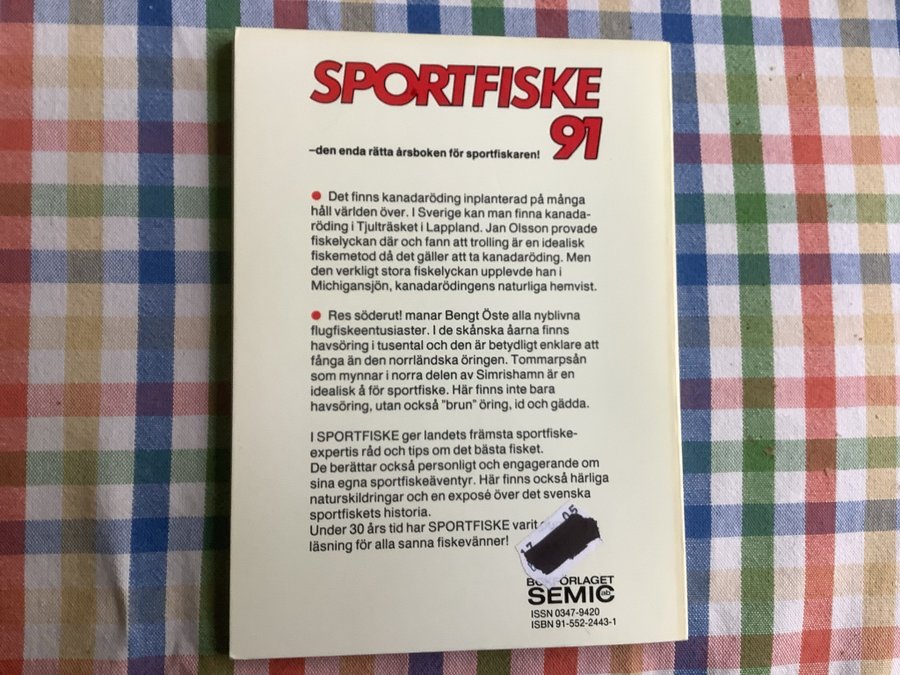 SPORTFISKE
91
–den enda rätta årsboken för sportfiskaren!
● Det finns kanadaröding inplanterad på många
håll världen över. I Sverige kan man finna kanada-
röding i Tjulträsket i Lappland. Jan Olsson provade
fiskelyckan där och fann att trolling är en idealisk
fiskemetod då det gäller att ta kanadaröding. Men
den verkligt stora fiskelyckan upplevde han i
Michigansjön, kanadarödingens naturliga hemvist.
● Res söderut! manar Bengt Öste alla nyblivna
flugfiskeentusiaster. I de skånska åarna finns
havsöring i tusental och den är betydligt enklare att
fånga än den norrländska öringen. Tommarpsån
som mynnar i norra delen av Simrishamn är en
idealisk å för sportfiske. Här finns inte bara
havsöring, utan också "brun" öring, id och gädda.
I SPORTFISKE ger landets främsta sportfiske-
expertis råd och tips om det bästa fisket.
De berättar också personligt och engagerande om
sina egna sportfiskeäventyr. Här finns också härliga
naturskildringar och en exposé över det svenska
sportfiskets historia.
Under 30 års tid har SPORTFISKE varit
läsning för alla sanna fiskevänner!
17 05
SEMIC ab
ISSN 0347-9420
ISBN 91-552-2443-1